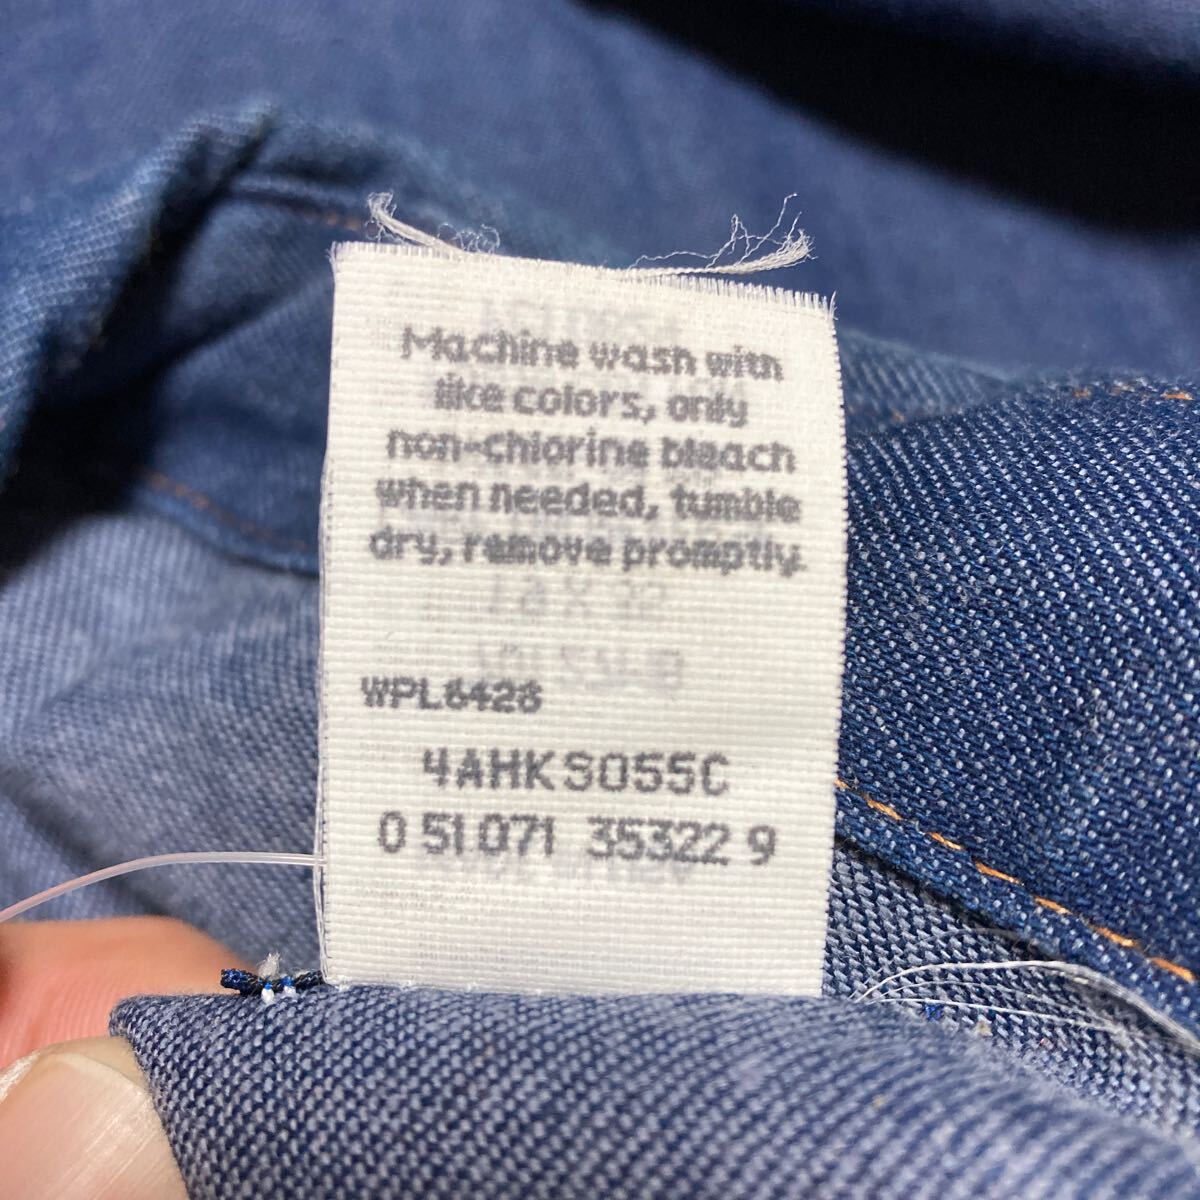 Machine wash with
like colors, only
non-chlorine bleach
when needed, tumble
dry, remove promptly.
WPL6426
4AHKS055C
0 51071 35322 9